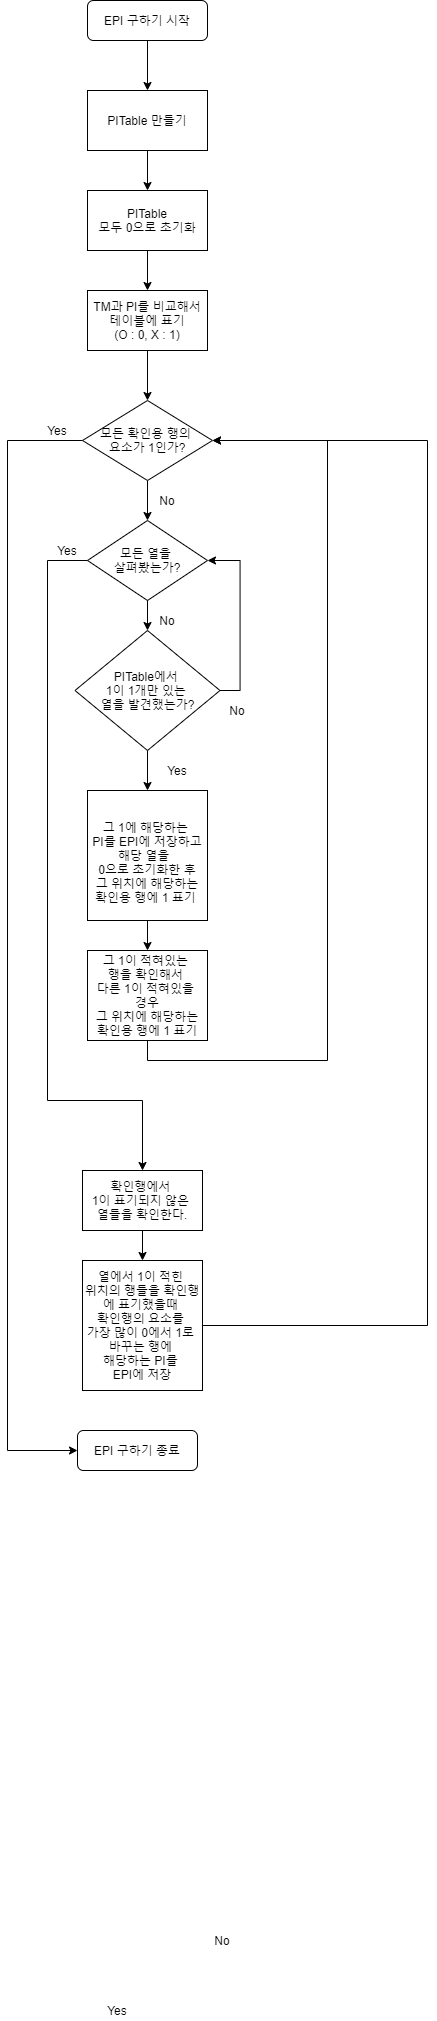 EPI 구하기 시작
PITable 만들기
PITable
모두 0으로 초기화
TM과 PI를 비교해서
테이블에 표기
(O : 0, X : 1)
Yes
모든 확인용 행의
요소가 1인가?
No
Yes
모든 열을
살펴봤는가?
No
PITable에서
1이 1개만 있는
열을 발견했는가?
No
Yes
그 1에 해당하는
PI를 EPI에 저장하고
해당 열을
0으로 초기화한 후
그 위치에 해당하는
확인용 행에 1 표기
그 1이 적혀있는
행을 확인해서
다른 1이 적혀있을
경우
그 위치에 해당하는
확인용 행에 1 표기
확인행에서
1이 표기되지 않은
열들을 확인한다.
열에서 1이 적힌
위치의 행들을 확인행
에 표기했을때
확인행의 요소를
가장 많이 0에서 1로
바꾸는 행에
해당하는 PI를
EPI에 저장
EPI 구하기 종료
No
Yes